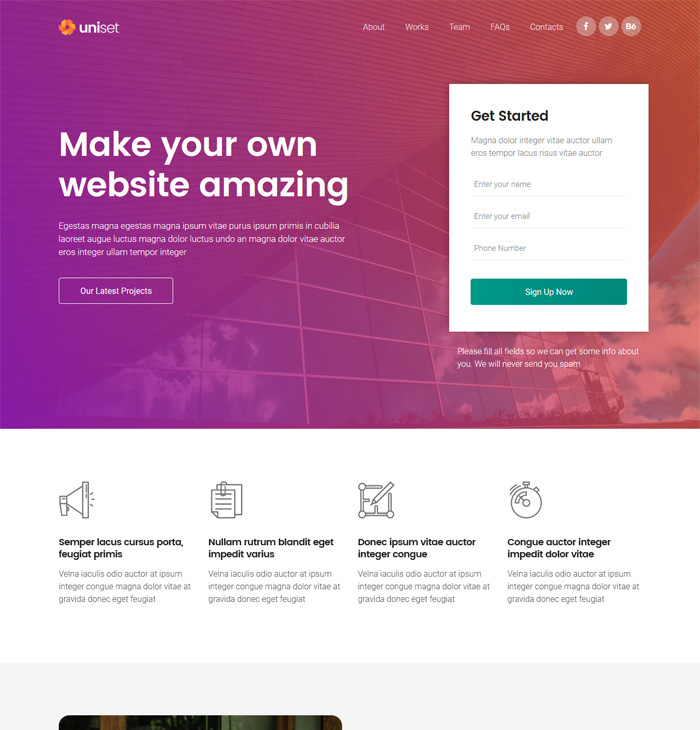 uniset
About
Works
Team
FAQs
Contacts
f
Bē
Make your own
website amazing
Egestas magna egestas magna ipsum vitae purus ipsum primis in cubilia
laoreet augue luctus magna dolor luctus undo an magna dolor vitae auctor
eros integer ullam tempor integer
Our Latest Projects
Get Started
Magna dolor integer vitae auctor ullam
eros tempor lacus risus vitae auctor
Enter your name
Enter your email
Phone Number
Sign Up Now
Please fill all fields so we can get some info about
you. We will never send you spam
Semper lacus cursus porta,
feugiat primis
Velna iaculis odio auctor at ipsum
integer congue magna dolor vitae at
gravida donec eget feugiat
Nullam rutrum blandit eget
impedit varius
Velna iaculis odio auctor at ipsum
integer congue magna dolor vitae at
gravida donec eget feugiat
Donec ipsum vitae auctor
integer congue
Velna iaculis odio auctor at ipsum
integer congue magna dolor vitae at
gravida donec eget feugiat
Congue auctor integer
impedit dolor vitae
Velna iaculis odio auctor at ipsum
integer congue magna dolor vitae at
gravida donec eget feugiat